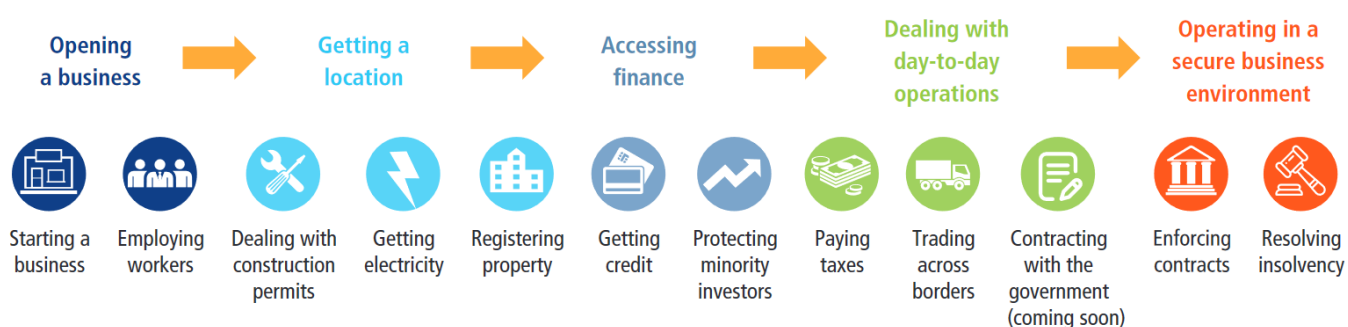 Opening
a business
Getting a
location
Accessing
finance
Dealing with
day-to-day
operations
Operating in a
secure business
environment
Starting a
business
Employing
workers
Dealing with
construction
permits
Getting
electricity
Registering
property
Getting
credit
Protecting
minority
investors
Paying
taxes
Trading
across
borders
Contracting
with the
government
(coming soon)
Enforcing
contracts
Resolving
insolvency